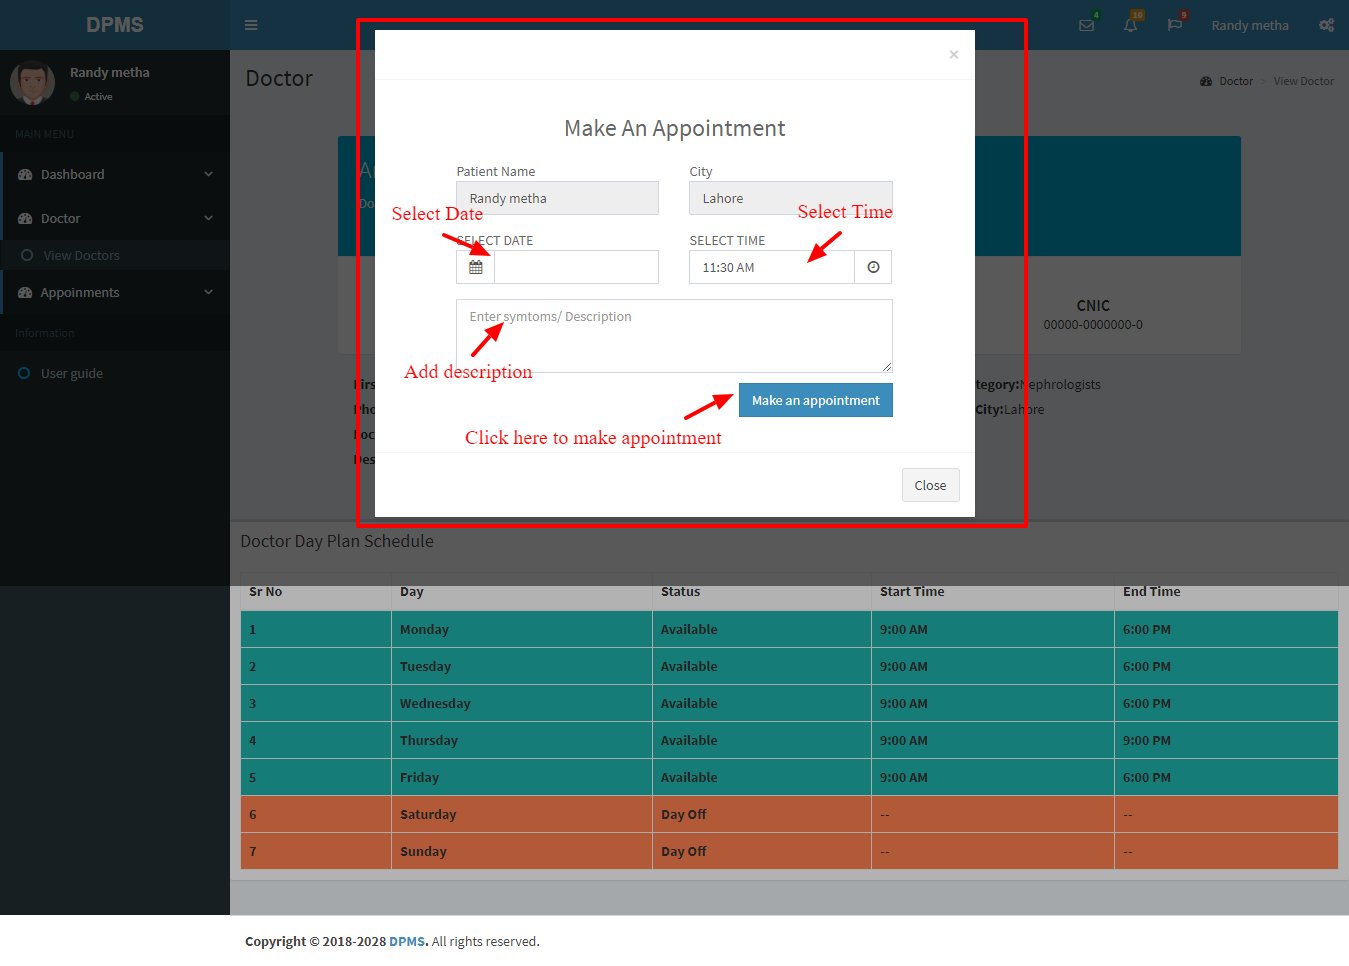 DPMS
4
10
9
Randy metha
Randy metha
Active
Doctor
Doctor
View Doctor
×
MAIN MENU
Dashboard
Doctor
View Doctors
Appoinments
Information
User guide
Make An Appointment
Patient Name
City
Randy metha
Lahore
Select Date
Select Time
SELECT DATE
SELECT TIME
11:30 AM
Enter symtoms/ Description
Add description
Make an appointment
Click here to make appointment
Close
CNIC
00000-0000000-0
tegory:Nephrologists
City:Lahore
Doctor Day Plan Schedule
Sr No Day Status Start Time End Time
1 Monday Available 9:00 AM 6:00 PM
2 Tuesday Available 9:00 AM 6:00 PM
3 Wednesday Available 9:00 AM 6:00 PM
4 Thursday Available 9:00 AM 9:00 PM
5 Friday Available 9:00 AM 6:00 PM
6 Saturday Day Off -- --
7 Sunday Day Off -- --
Copyright © 2018-2028 DPMS. All rights reserved.